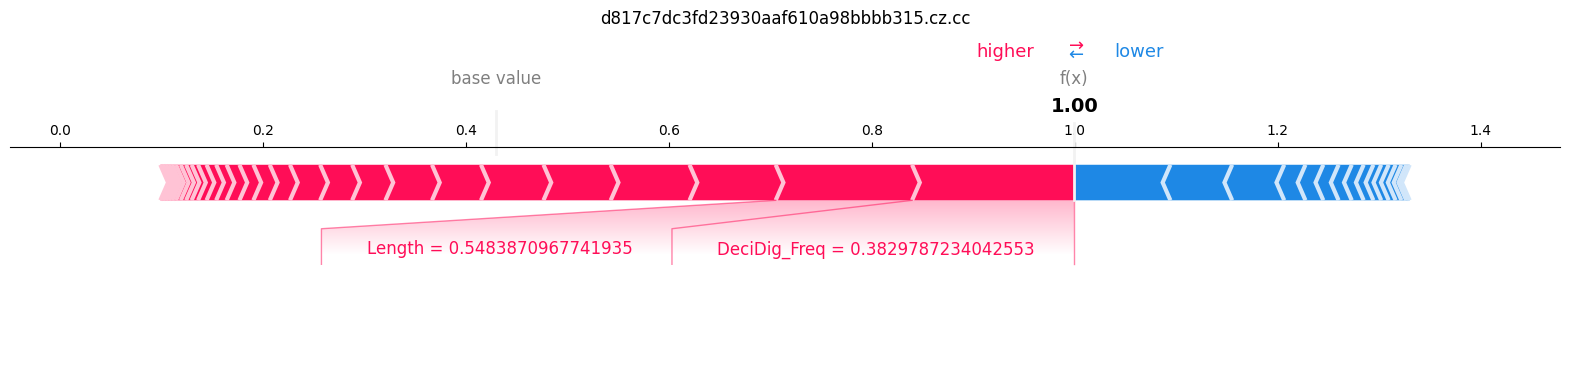 d817c7dc3fd23930aaf610a98bbbb315.cz.cc
higher → ← lower
base value f(x)
1.00
0.0 0.2 0.4 0.6 0.8 1.0 1.2 1.4
Length = 0.5483870967741935 DeciDig_Freq = 0.3829787234042553